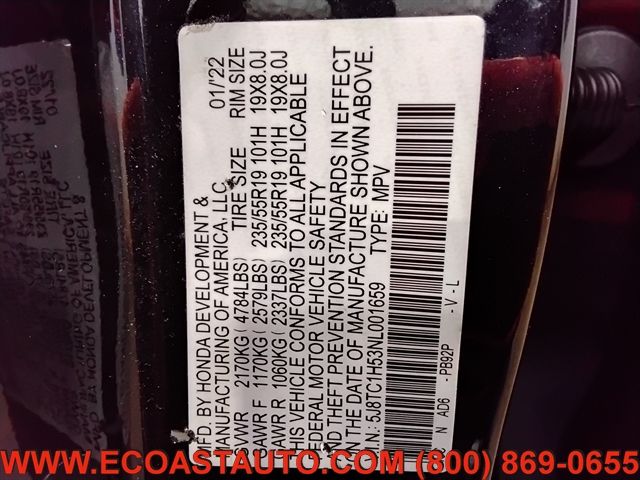 MFD. BY HONDA DEVELOPMENT &
MANUFACTURING OF AMERICA, LLC. 01/'22
GVWR 2170KG (4784LBS) TIRE SIZE RIM SIZE
GAWR F 1170KG (2579LBS) 235/55R19 101H 19X8.0J
GAWR R 1060KG (2337LBS) 235/55R19 101H 19X8.0J
THIS VEHICLE CONFORMS TO ALL APPLICABLE
FEDERAL MOTOR VEHICLE SAFETY
AND THEFT PREVENTION STANDARDS IN EFFECT
ON THE DATE OF MANUFACTURE SHOWN ABOVE.
V.I.N.: 5J8TC1H53NL001659 TYPE: MPV
N AD6 -PB92P -V-L
WWW.ECOASTAUTO.COM (800) 869-0655